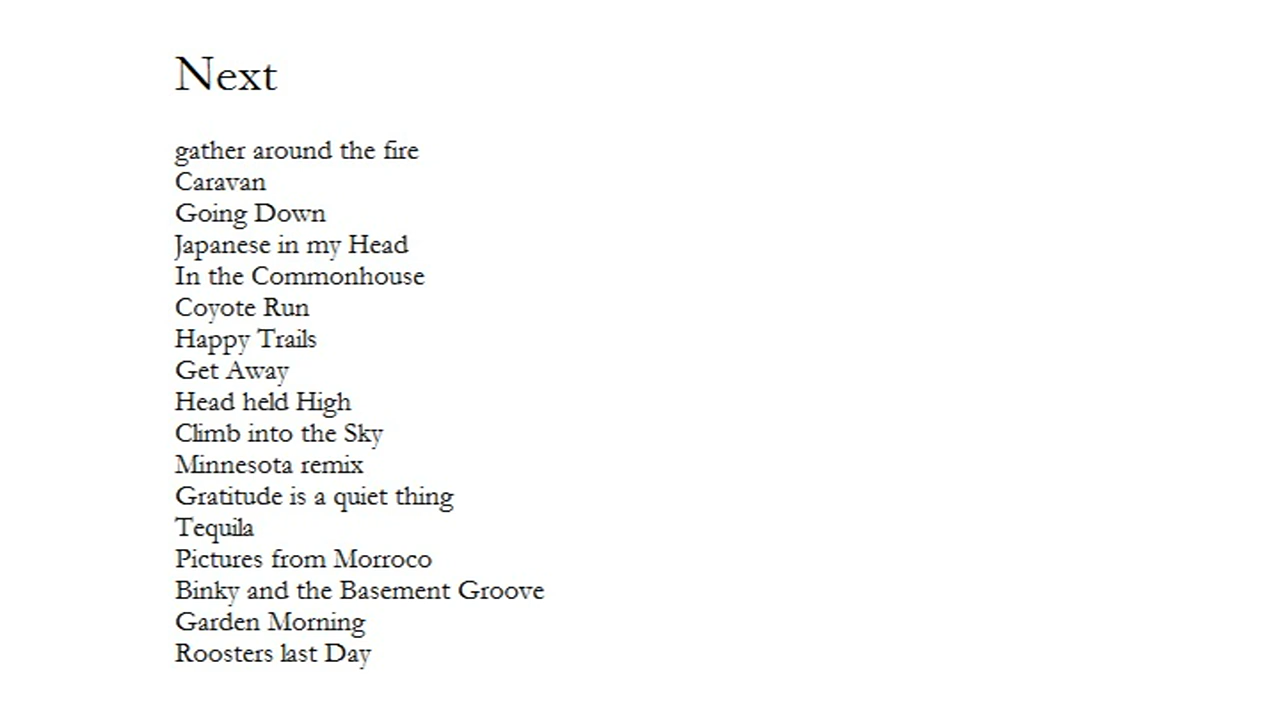 Next
gather around the fire
Caravan
Going Down
Japanese in my Head
In the Commonhouse
Coyote Run
Happy Trails
Get Away
Head held High
Climb into the Sky
Minnesota remix
Gratitude is a quiet thing
Tequila
Pictures from Morroco
Binky and the Basement Groove
Garden Morning
Roosters last Day